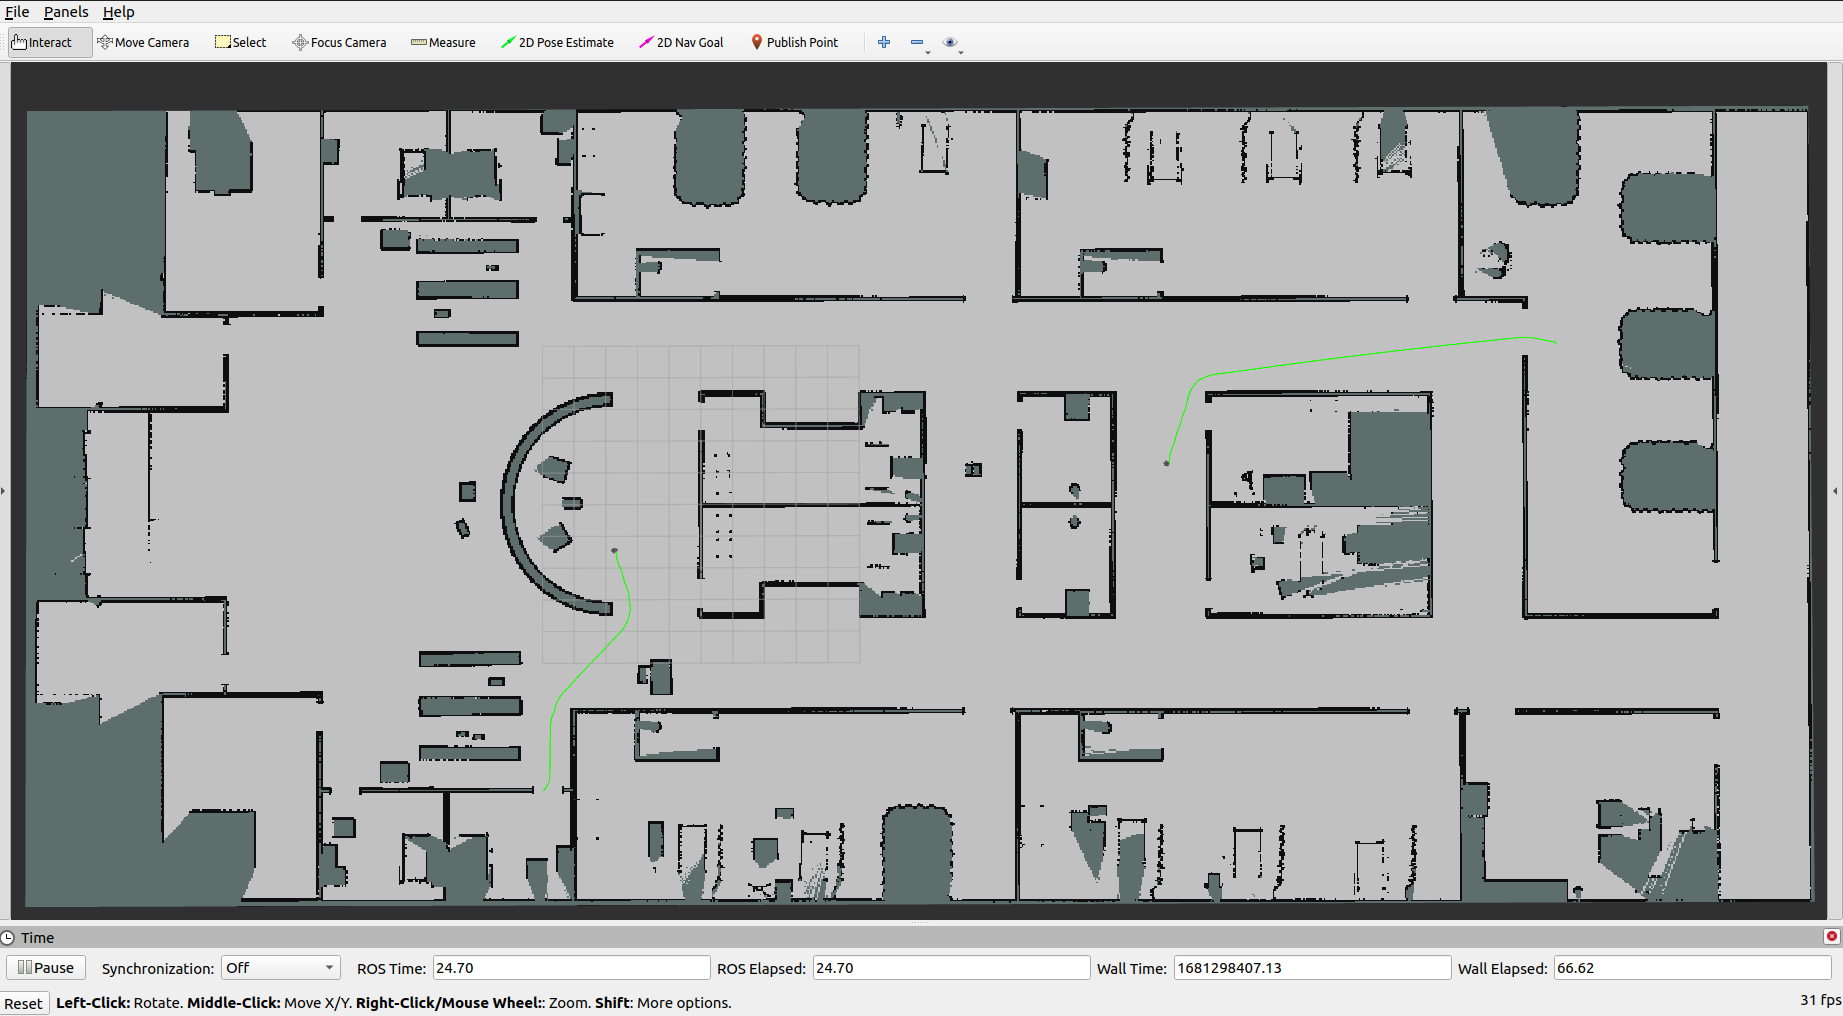 File Panels Help
Interact Move Camera Select Focus Camera Measure 2D Pose Estimate 2D Nav Goal Publish Point
Time
Pause Synchronization: Off ROS Time: 24.70 ROS Elapsed: 24.70 Wall Time: 1681298407.13 Wall Elapsed: 66.62
Reset Left-Click: Rotate. Middle-Click: Move X/Y. Right-Click/Mouse Wheel:: Zoom. Shift: More options. 31 fps